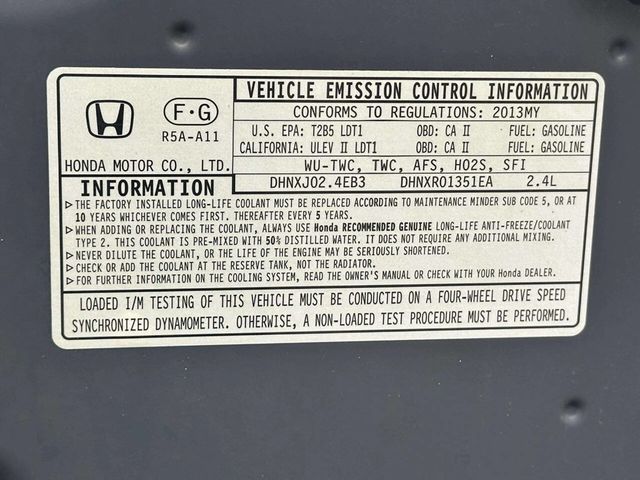 VEHICLE EMISSION CONTROL INFORMATION
F·G
CONFORMS TO REGULATIONS: 2013MY
R5A-A11
U.S. EPA: T2B5 LDT1 OBD: CA II FUEL: GASOLINE
CALIFORNIA: ULEV II LDT1 OBD: CA II FUEL: GASOLINE
HONDA MOTOR CO., LTD.
WU-TWC, TWC, AFS, HO2S, SFI
INFORMATION
DHNXJ02.4EB3 DHNXR01351EA 2.4L
▷THE FACTORY INSTALLED LONG-LIFE COOLANT MUST BE REPLACED ACCORDING TO MAINTENANCE MINDER SUB CODE 5, OR AT
10 YEARS WHICHEVER COMES FIRST. THEREAFTER EVERY 5 YEARS.
▷WHEN ADDING OR REPLACING THE COOLANT, ALWAYS USE Honda RECOMMENDED GENUINE LONG-LIFE ANTI-FREEZE/COOLANT
TYPE 2. THIS COOLANT IS PRE-MIXED WITH 50% DISTILLED WATER. IT DOES NOT REQUIRE ANY ADDITIONAL MIXING.
▷NEVER DILUTE THE COOLANT, OR THE LIFE OF THE ENGINE MAY BE SERIOUSLY SHORTENED.
▷CHECK OR ADD THE COOLANT AT THE RESERVE TANK, NOT THE RADIATOR.
▷FOR FURTHER INFORMATION ON THE COOLING SYSTEM, READ THE OWNER'S MANUAL OR CHECK WITH YOUR Honda DEALER.
LOADED I/M TESTING OF THIS VEHICLE MUST BE CONDUCTED ON A FOUR-WHEEL DRIVE SPEED
SYNCHRONIZED DYNAMOMETER. OTHERWISE, A NON-LOADED TEST PROCEDURE MUST BE PERFORMED.